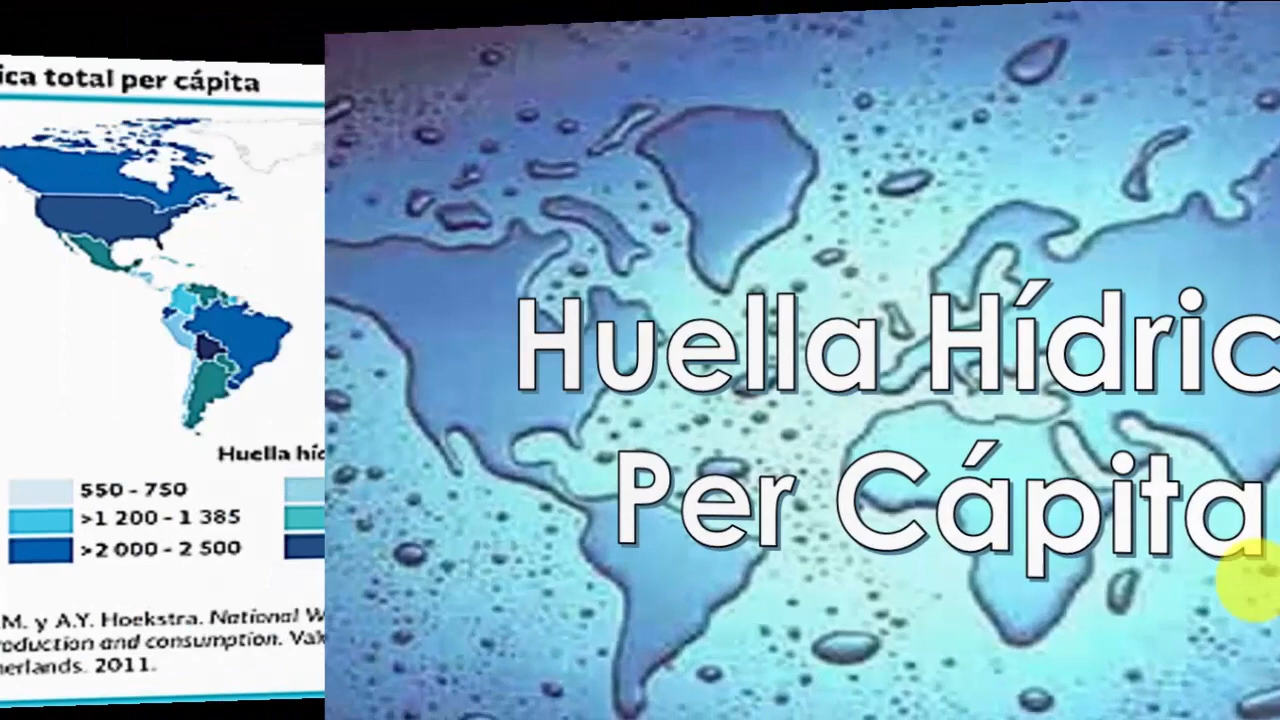 ica total per cápita
Huella híd
550 - 750
>1 200 - 1 385
>2 000 - 2 500
M. y A.Y. Hoekstra. National W
roduction and consumption. Val
herlands. 2011.
Huella Hídric
Per Cápita